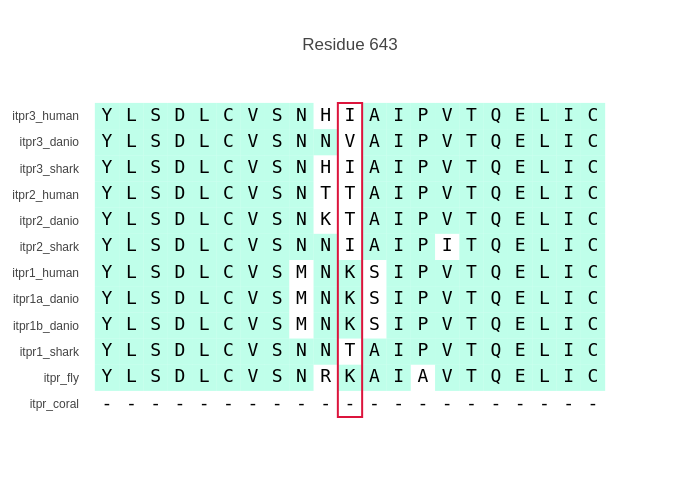 Residue 643
itpr3_human Y L S D L C V S N H I A I P V T Q E L I C
itpr3_danio Y L S D L C V S N N V A I P V T Q E L I C
itpr3_shark Y L S D L C V S N H I A I P V T Q E L I C
itpr2_human Y L S D L C V S N T T A I P V T Q E L I C
itpr2_danio Y L S D L C V S N K T A I P V T Q E L I C
itpr2_shark Y L S D L C V S N N I A I P I T Q E L I C
itpr1_human Y L S D L C V S M N K S I P V T Q E L I C
itpr1a_danio Y L S D L C V S M N K S I P V T Q E L I C
itpr1b_danio Y L S D L C V S M N K S I P V T Q E L I C
itpr1_shark Y L S D L C V S N N T A I P V T Q E L I C
itpr_fly Y L S D L C V S N R K A I A V T Q E L I C
itpr_coral - - - - - - - - - - - - - - - - - - - - -